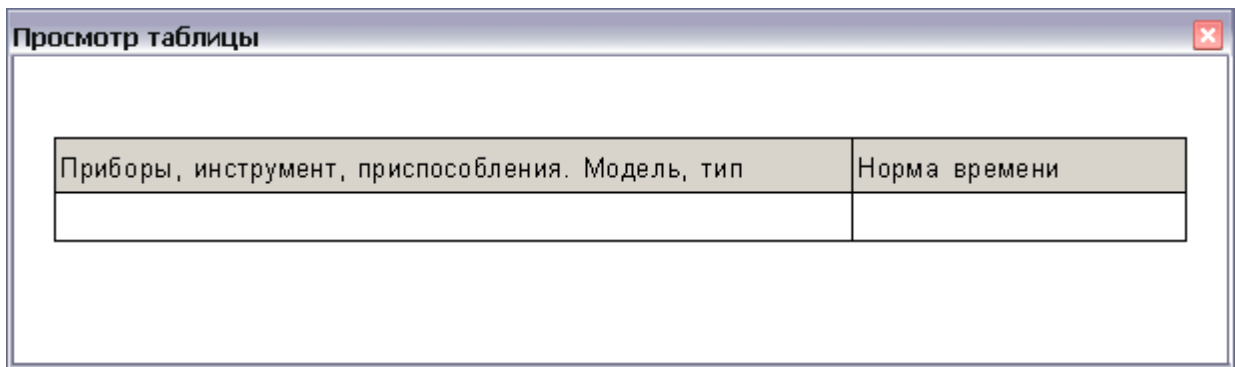 Просмотр таблицы
Приборы, инструмент, приспособления. Модель, тип Норма времени